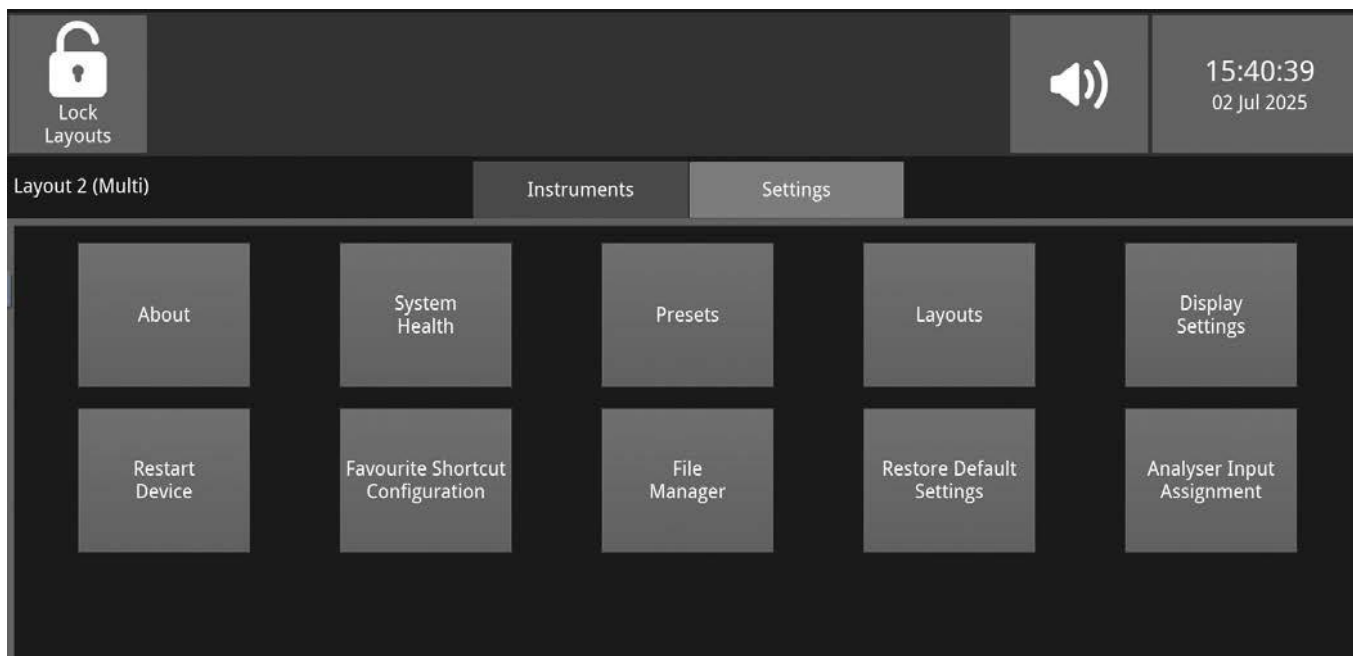 Lock
Layouts
15:40:39
02 Jul 2025
Layout 2 (Multi)
Instruments
Settings
About
System
Health
Presets
Layouts
Display
Settings
Restart
Device
Favourite Shortcut
Configuration
File
Manager
Restore Default
Settings
Analyser Input
Assignment